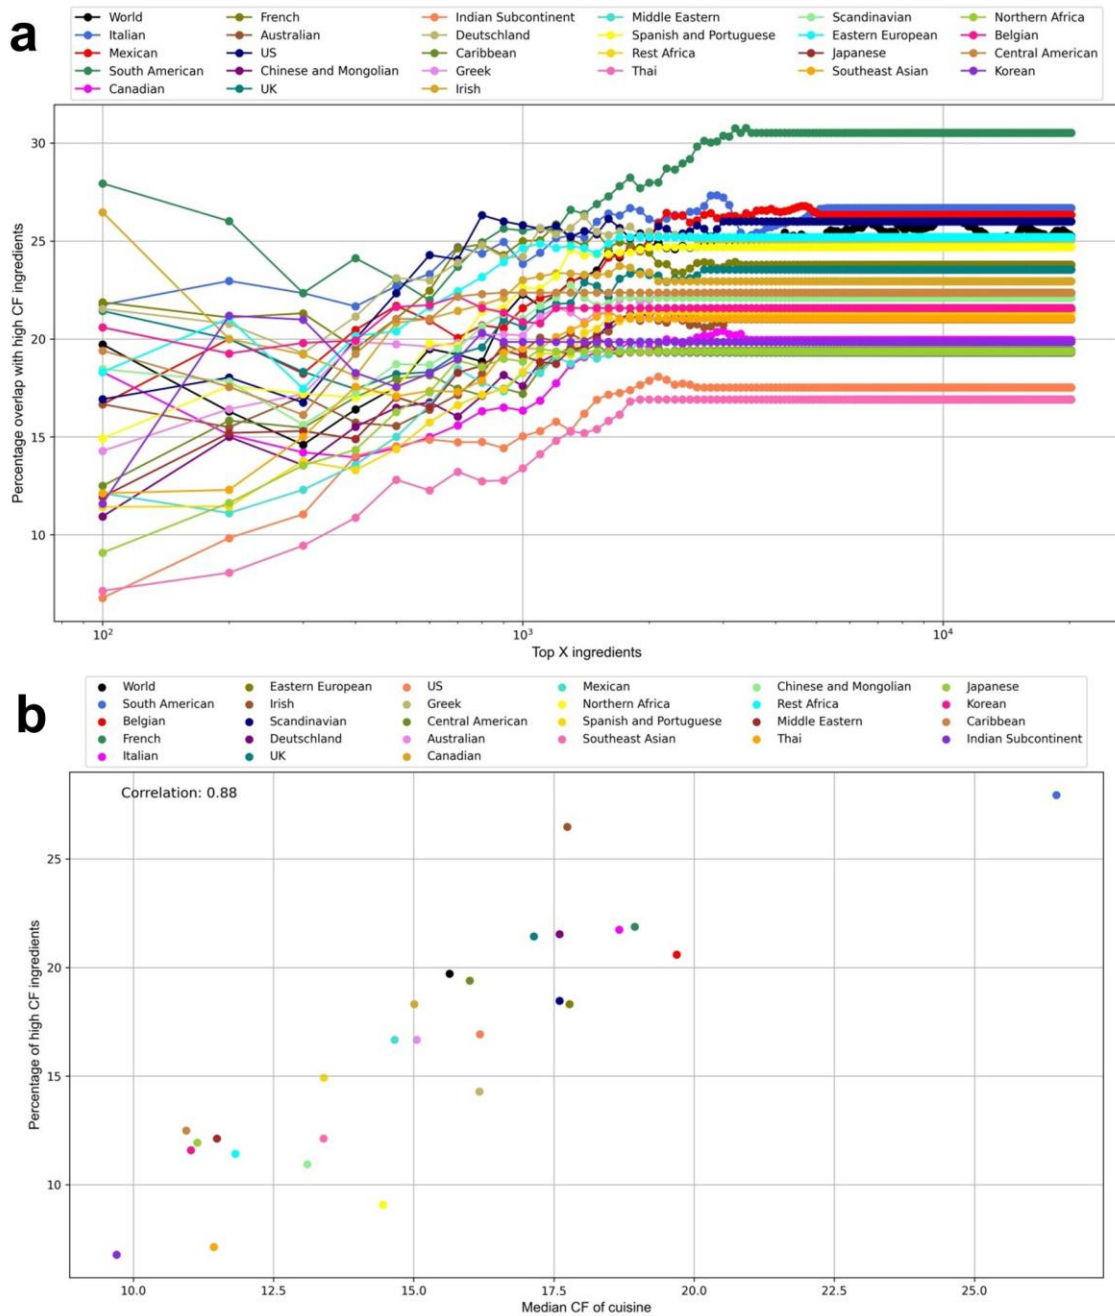 a
World French Indian Subcontinent Middle Eastern Scandinavian Northern Africa
Italian Australian Deutschland Spanish and Portuguese Eastern European Belgian
Mexican US Caribbean Rest Africa Japanese Central American
South American Chinese and Mongolian Greek Thai Southeast Asian Korean
Canadian UK Irish
Percentage overlap with high CF ingredients
30
25
20
15
10
10² 10³ 10⁴
Top X ingredients
b
World Eastern European US Mexican Chinese and Mongolian Japanese
South American Irish Greek Northern Africa Rest Africa Korean
Belgian Scandinavian Central American Spanish and Portuguese Middle Eastern Caribbean
French Deutschland Australian Southeast Asian Thai Indian Subcontinent
Italian UK Canadian
Correlation: 0.88
Percentage of high CF ingredients
25
20
15
10
10.0 12.5 15.0 17.5 20.0 22.5 25.0
Median CF of cuisine